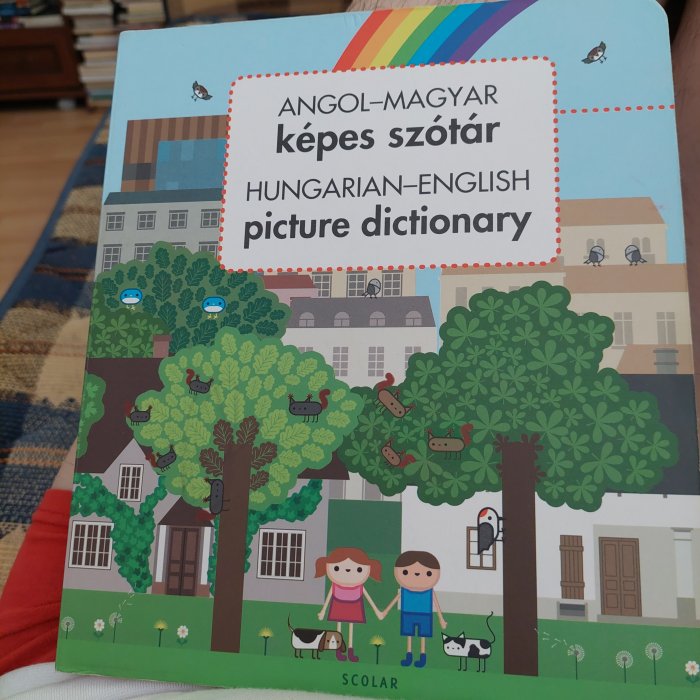 ANGOL–MAGYAR
képes szótár
HUNGARIAN–ENGLISH
picture dictionary
SCOLAR